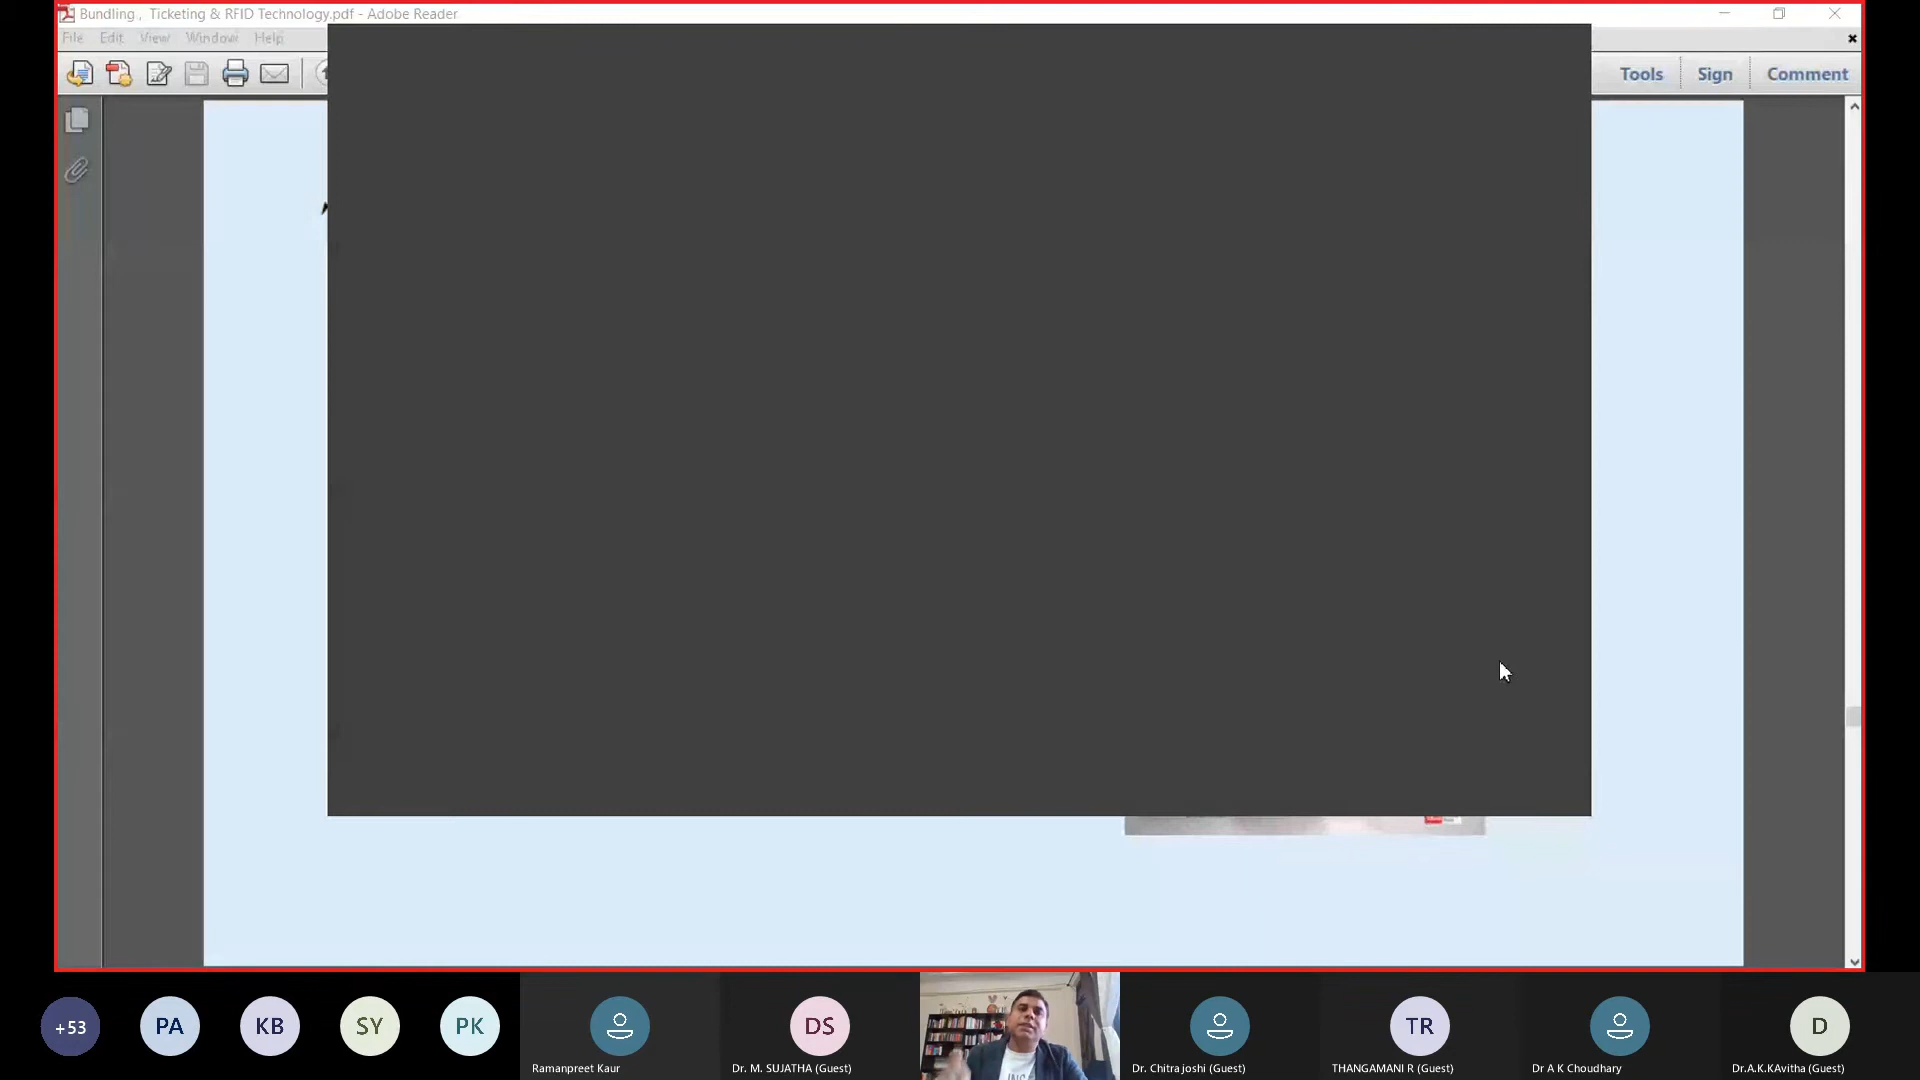 Bundling , Ticketing & RFID Technology.pdf - Adobe Reader
File Edit View Window Help
Tools Sign Comment
+53 PA KB SY PK DS TR D
Ramanpreet Kaur
Dr. M. SUJATHA (Guest)
Dr. Chitra joshi (Guest)
THANGAMANI R (Guest)
Dr A K Choudhary
Dr.A.K.KAvitha (Guest)